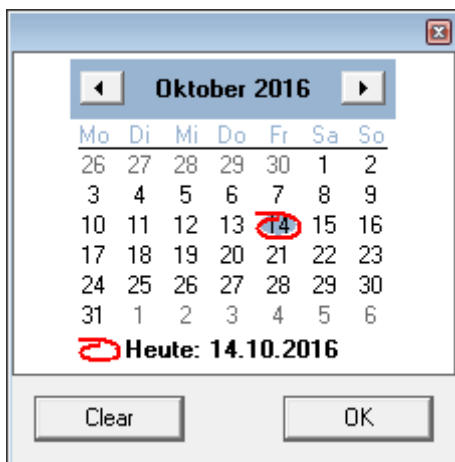 Oktober 2016
Mo Di Mi Do Fr Sa So
26 27 28 29 30 1 2
3 4 5 6 7 8 9
10 11 12 13 14 15 16
17 18 19 20 21 22 23
24 25 26 27 28 29 30
31 1 2 3 4 5 6
Heute: 14.10.2016
Clear OK